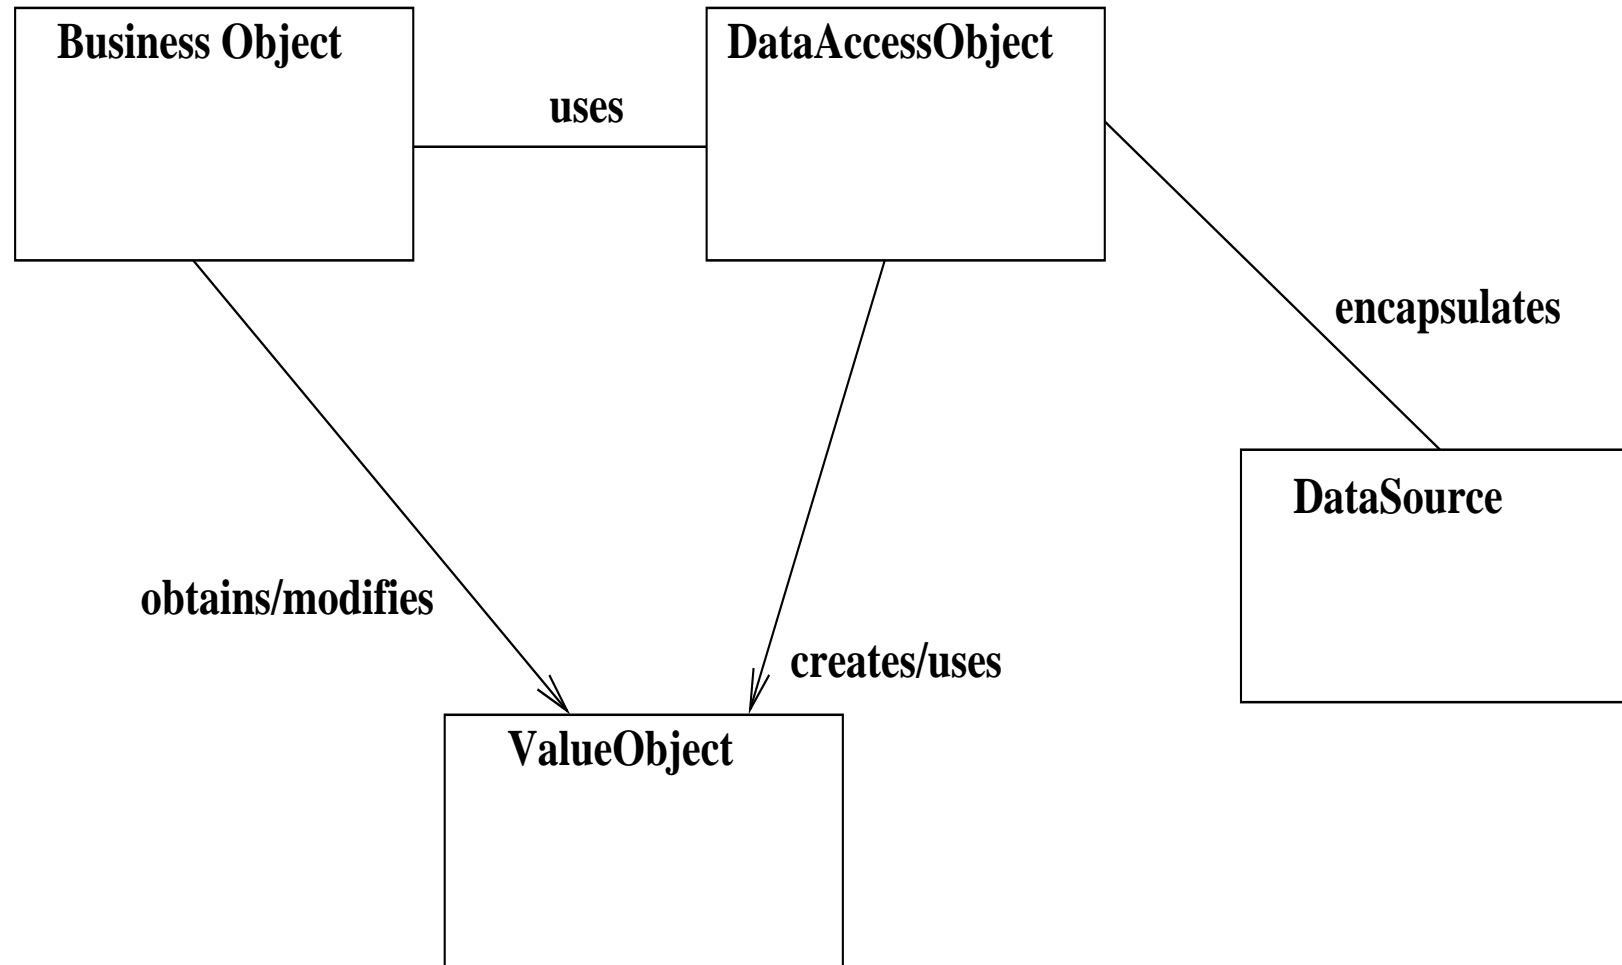 Business Object
DataAccessObject
uses
encapsulates
DataSource
obtains/modifies
creates/uses
ValueObject